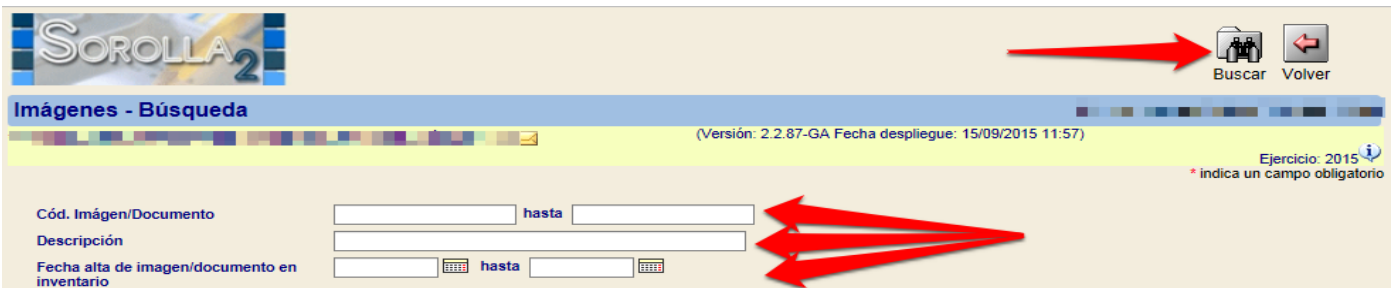 SOROLLA2
Buscar Volver
Imágenes - Búsqueda
(Versión: 2.2.87-GA Fecha despliegue: 15/09/2015 11:57)
Ejercicio: 2015
* indica un campo obligatorio
Cód. Imágen/Documento hasta
Descripción
Fecha alta de imagen/documento en hasta
inventario